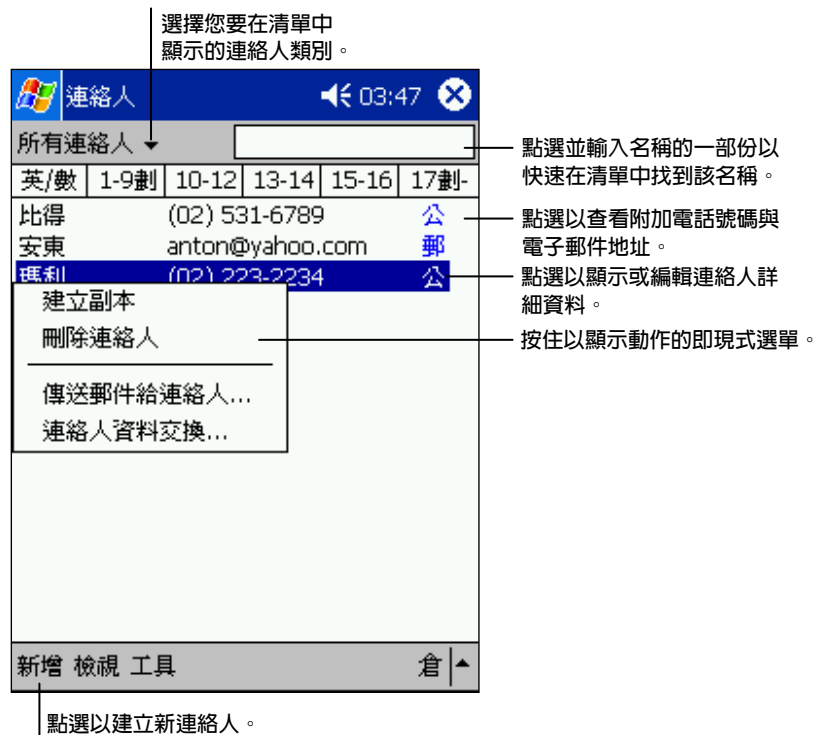 選擇您要在清單中
顯示的連絡人類別。
連絡人 03:47
所有連絡人
英/數 1-9劃 10-12 13-14 15-16 17劃-
比得 (02) 531-6789 公
安東 anton@yahoo.com 郵
瑪利 (02) 223-2234 公
建立副本
刪除連絡人
傳送郵件給連絡人...
連絡人資料交換...
點選並輸入名稱的一部份以
快速在清單中找到該名稱。
點選以查看附加電話號碼與
電子郵件地址。
點選以顯示或編輯連絡人詳
細資料。
按住以顯示動作的即現式選單。
新增 檢視 工具 倉
點選以建立新連絡人。